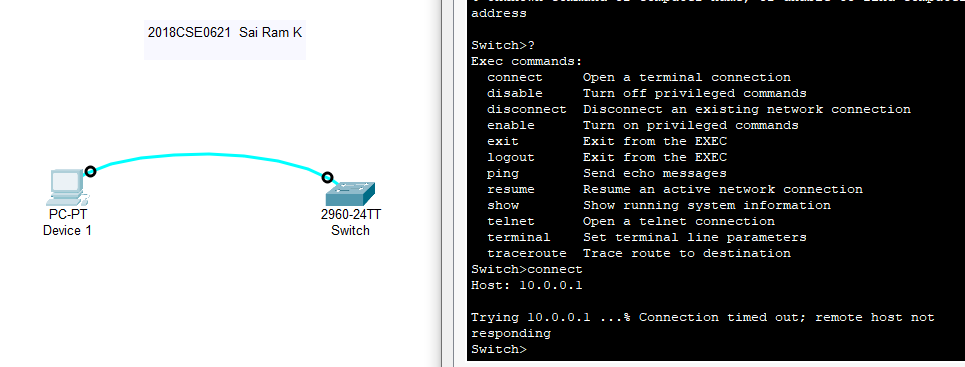 2018CSE0621 Sai Ram K
PC-PT
Device 1
2960-24TT
Switch
address
Switch>?
Exec commands:
connect Open a terminal connection
disable Turn off privileged commands
disconnect Disconnect an existing network connection
enable Turn on privileged commands
exit Exit from the EXEC
logout Exit from the EXEC
ping Send echo messages
resume Resume an active network connection
show Show running system information
telnet Open a telnet connection
terminal Set terminal line parameters
traceroute Trace route to destination
Switch>connect
Host: 10.0.0.1
Trying 10.0.0.1 ...% Connection timed out; remote host not
responding
Switch>